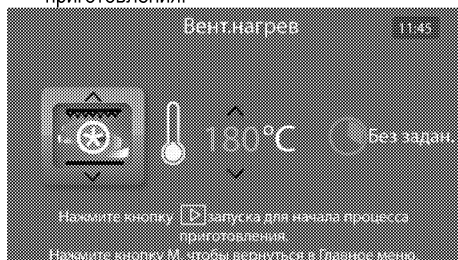 приготовления.
Вент.нагрев 11:45
180°C Без задан.
Нажмите кнопку запуска для начала процесса
приготовления.
Нажмите кнопку М, чтобы вернуться в Главное меню.